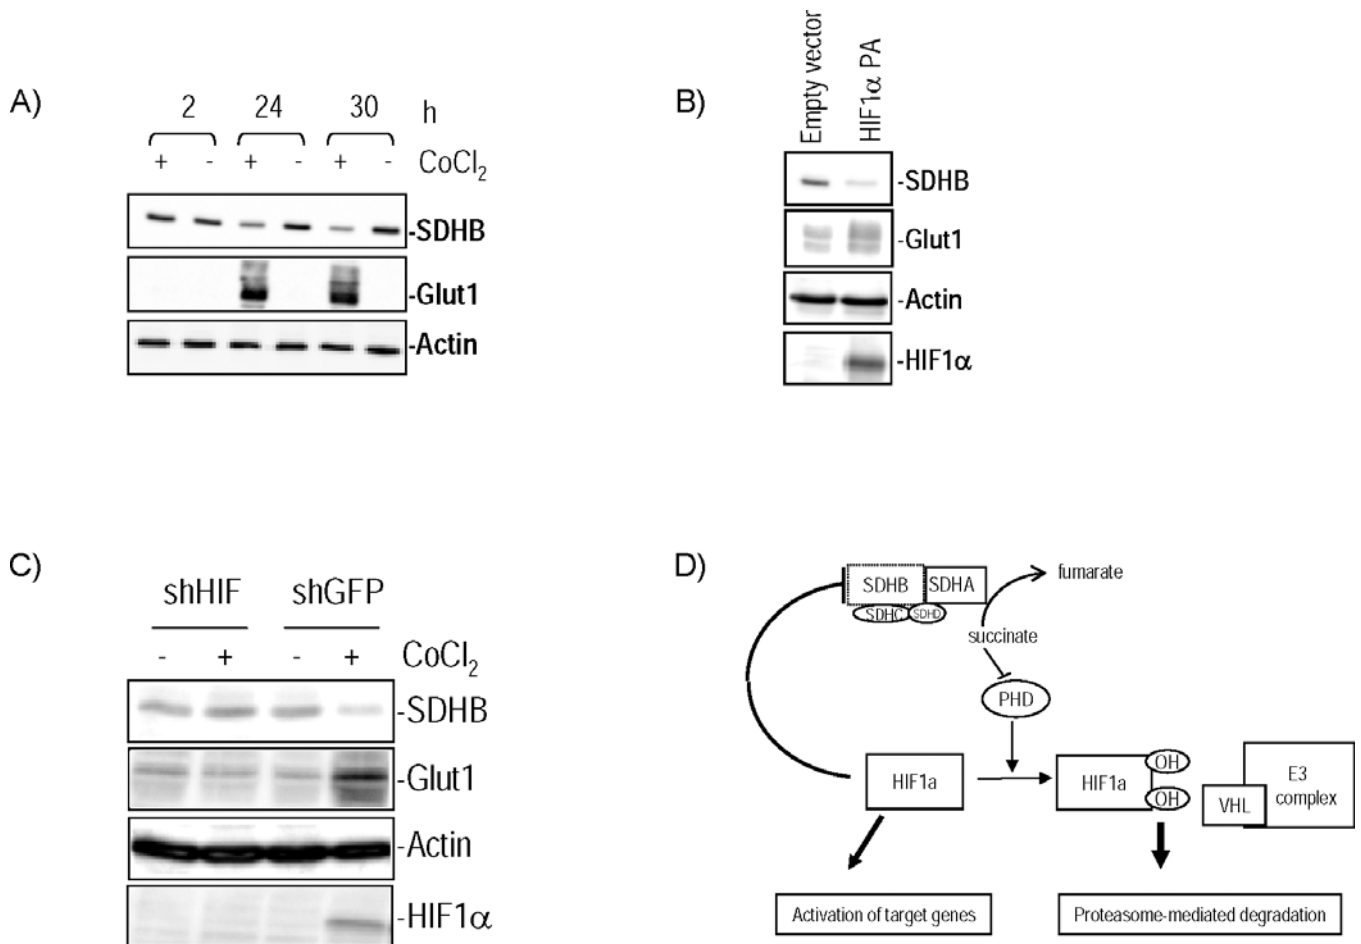 A)
2 24 30 h
+ - + - + - CoCl2
-SDHB
-Glut1
-Actin
B)
Empty vector
HIF1α PA
-SDHB
-Glut1
-Actin
-HIF1α
C)
shHIF shGFP
- + - + CoCl2
-SDHB
-Glut1
-Actin
-HIF1α
D)
SDHB SDHA fumarate
SDHC SDHD
succinate
PHD
HIF1a HIF1a OH OH VHL E3 complex
Activation of target genes Proteasome-mediated degradation